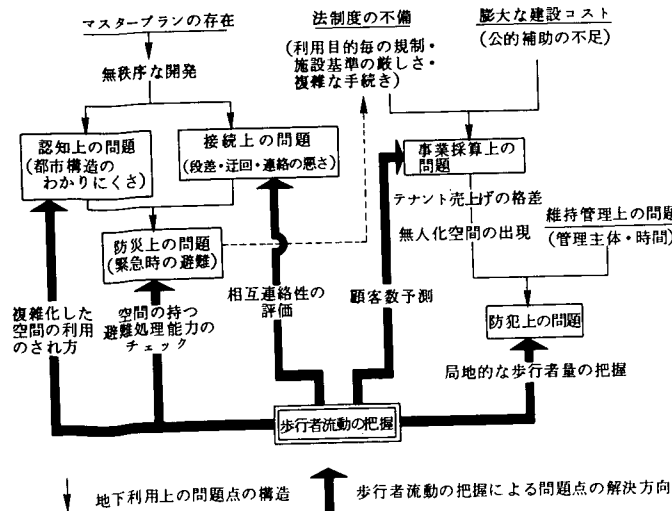 マスタープランの存在
法制度の不備
(利用目的毎の規制・
施設基準の厳しさ・
複雑な手続き)
膨大な建設コスト
(公的補助の不足)
無秩序な開発
認知上の問題
(都市構造の
わかりにくさ)
接続上の問題
(段差・迂回・連絡の悪さ)
事業採算上の
問題
テナント売上げの格差
無人化空間の出現
維持管理上の問題
(管理主体・時間)
防災上の問題
(緊急時の避難)
防犯上の問題
複雑化した
空間の利用
のされ方
空間の持つ
避難処理能力の
チェック
相互連絡性の
評価
顧客数予測
局地的な歩行者量の把握
歩行者流動の把握
地下利用上の問題点の構造
歩行者流動の把握による問題点の解決方向